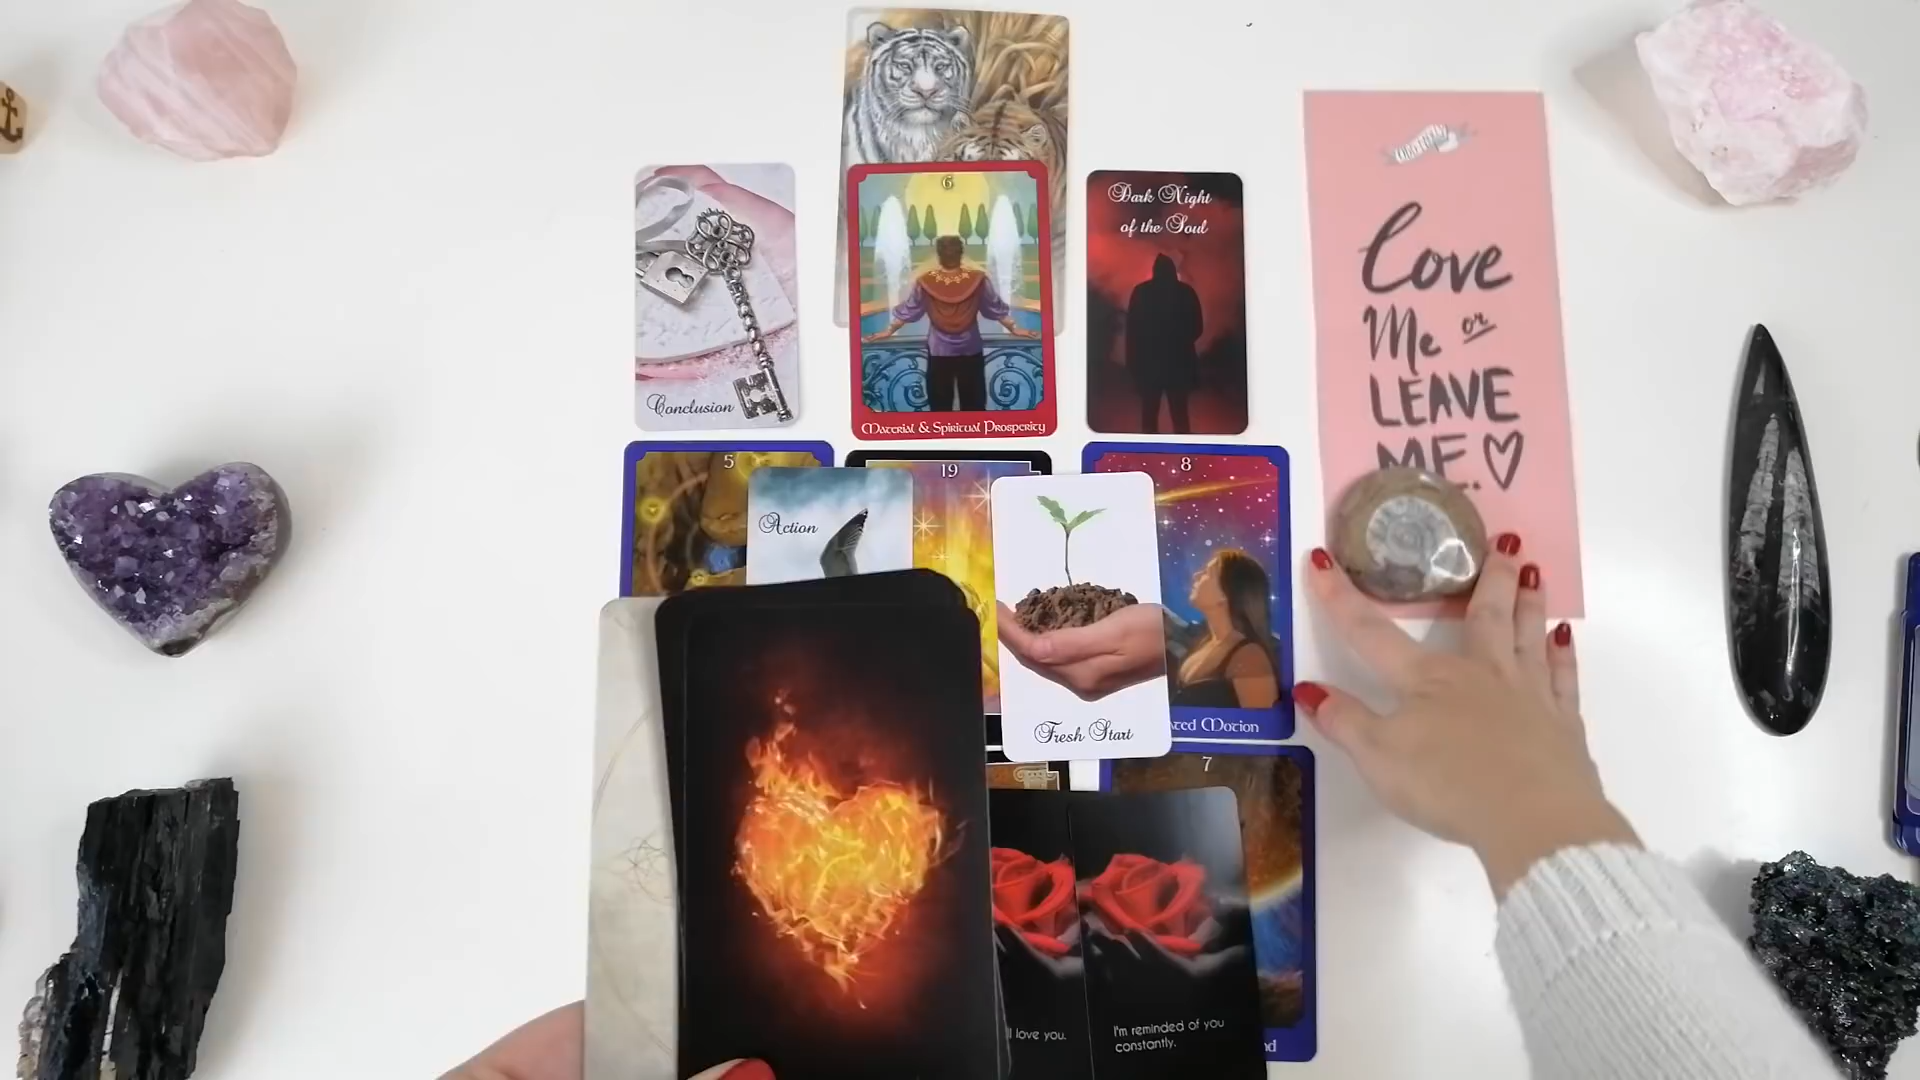 6
Material & Spiritual Prosperity
Conclusion
Dark Night
of the Soul
Love
Me or
LEAVE
ME.
5
19
8
Action
Fresh Start
ated Motion
7
I love you.
I'm reminded of you
constantly.
nd